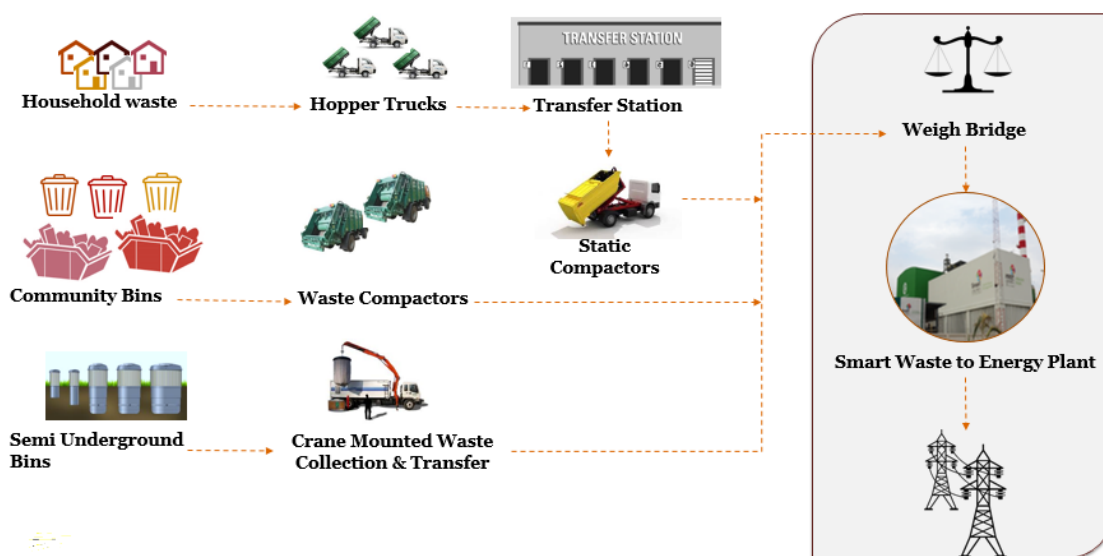 TRANSFER STATION
Household waste
Hopper Trucks
Transfer Station
Weigh Bridge
Static
Compactors
Community Bins
Waste Compactors
Smart Waste to Energy Plant
Semi Underground
Bins
Crane Mounted Waste
Collection & Transfer